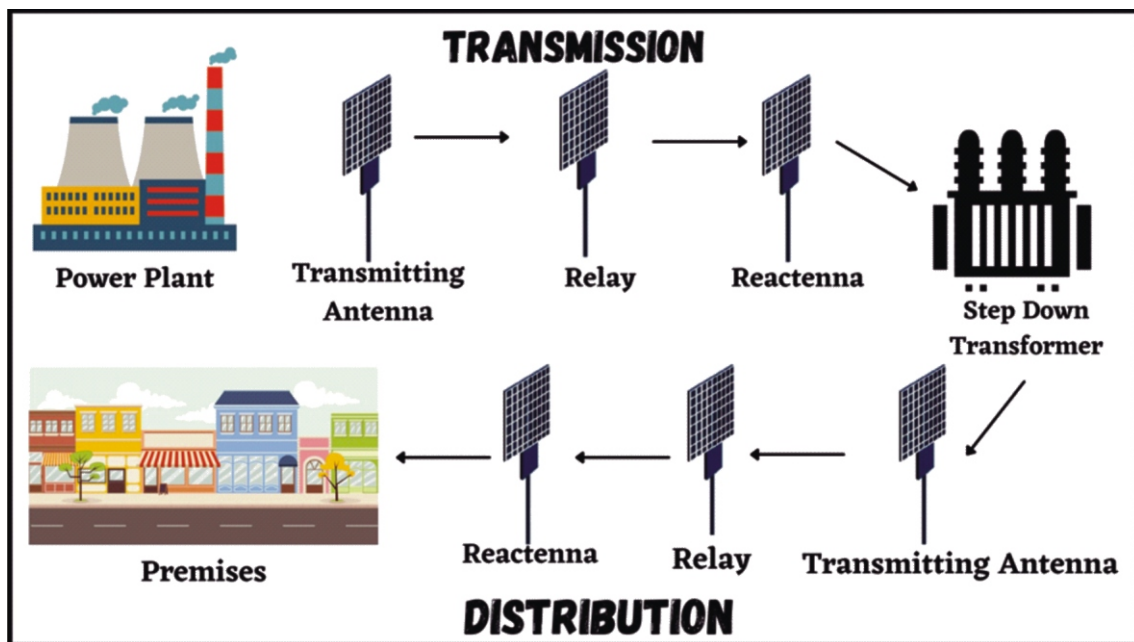 TRANSMISSION
Power Plant
Transmitting
Antenna
Relay
Reactenna
Step Down
Transformer
Premises
Reactenna
Relay
Transmitting Antenna
DISTRIBUTION